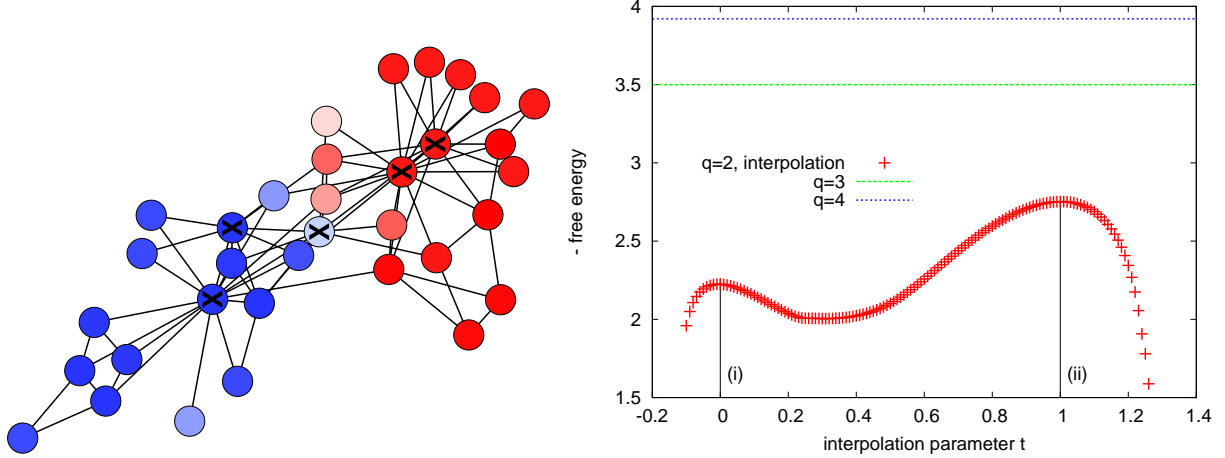 4
3.5
3
2.5
2
1.5
- free energy
q=2, interpolation
q=3
q=4
(i)
(ii)
-0.2 0 0.2 0.4 0.6 0.8 1 1.2 1.4
interpolation parameter t